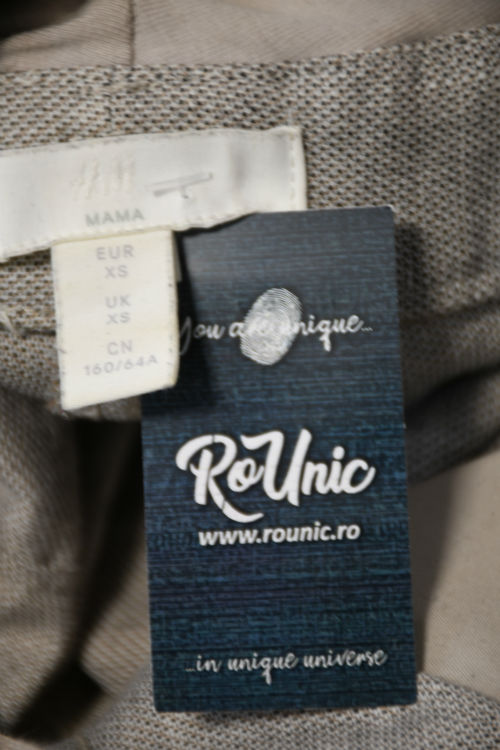 H&M
MAMA
EUR
XS
UK
XS
CN
160/64A
You are unique...
RoUnic
www.rounic.ro
...in unique universe